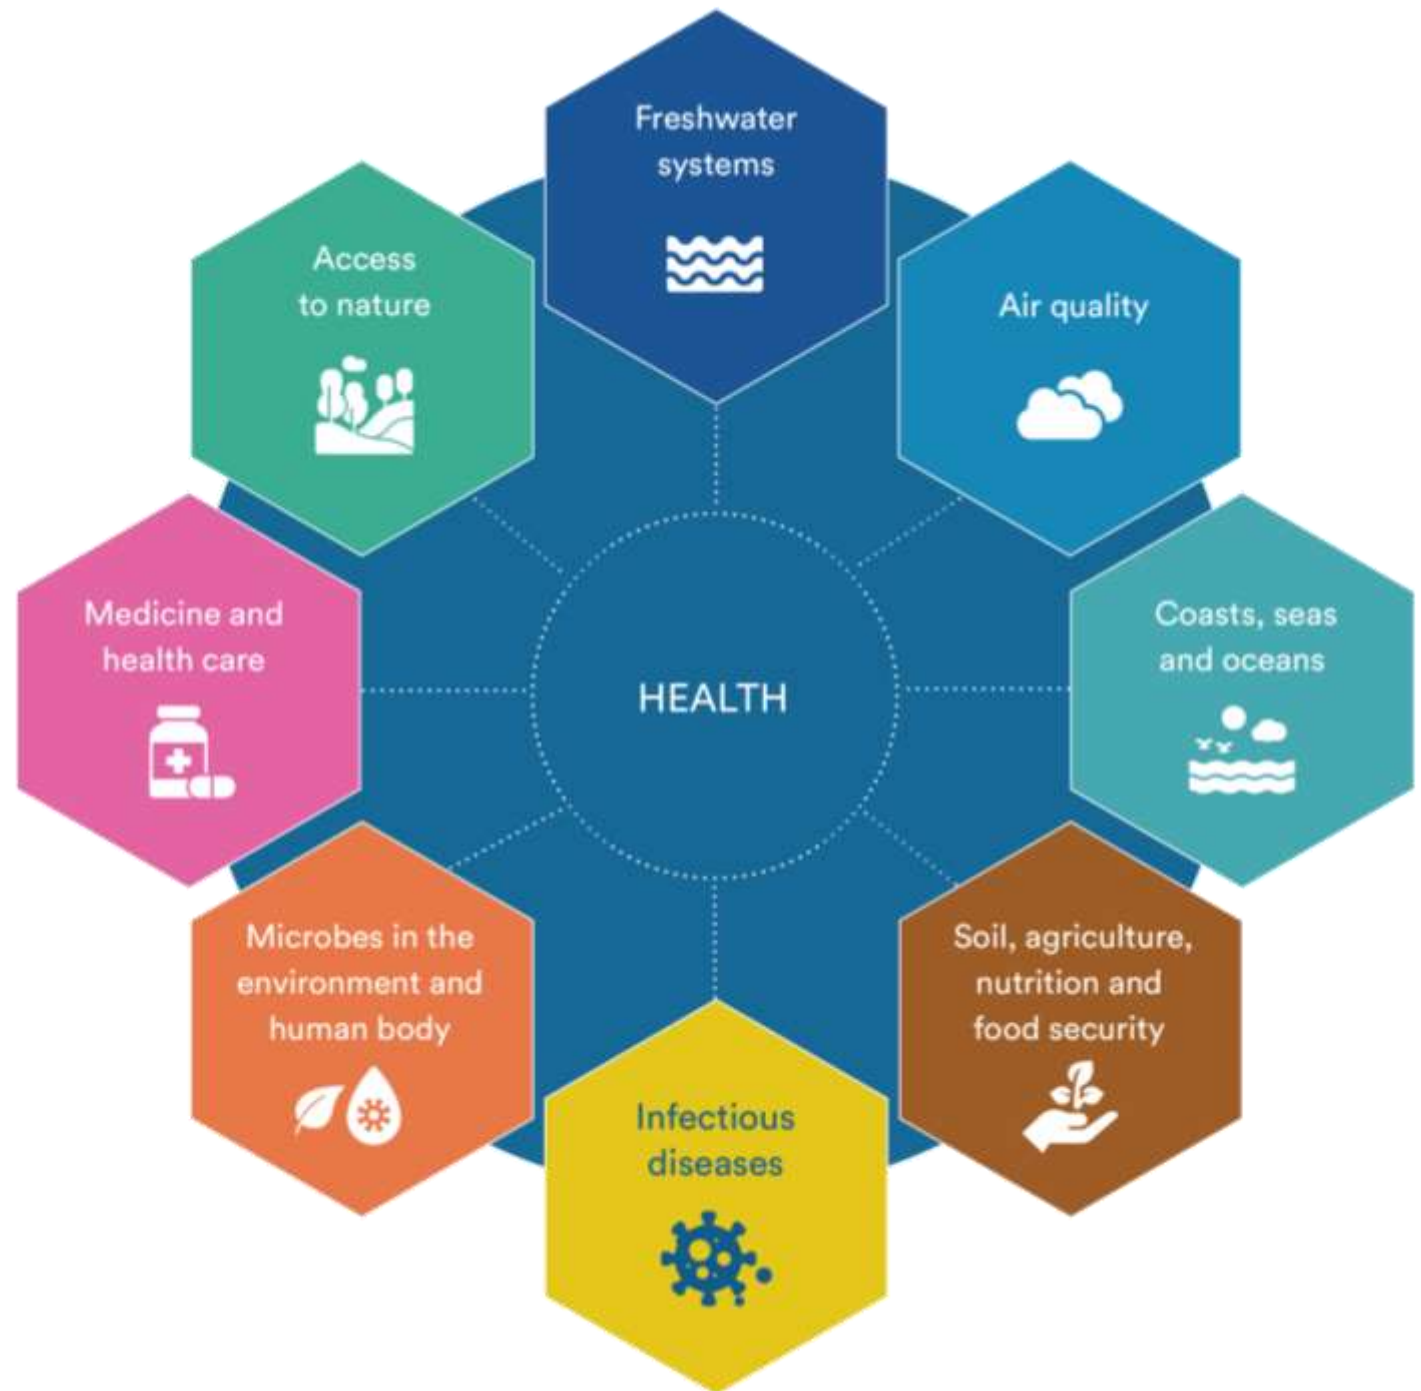 Freshwater
systems
Air quality
Coasts, seas
and oceans
Soil, agriculture,
nutrition and
food security
Infectious
diseases
Microbes in the
environment and
human body
Medicine and
health care
Access
to nature
HEALTH